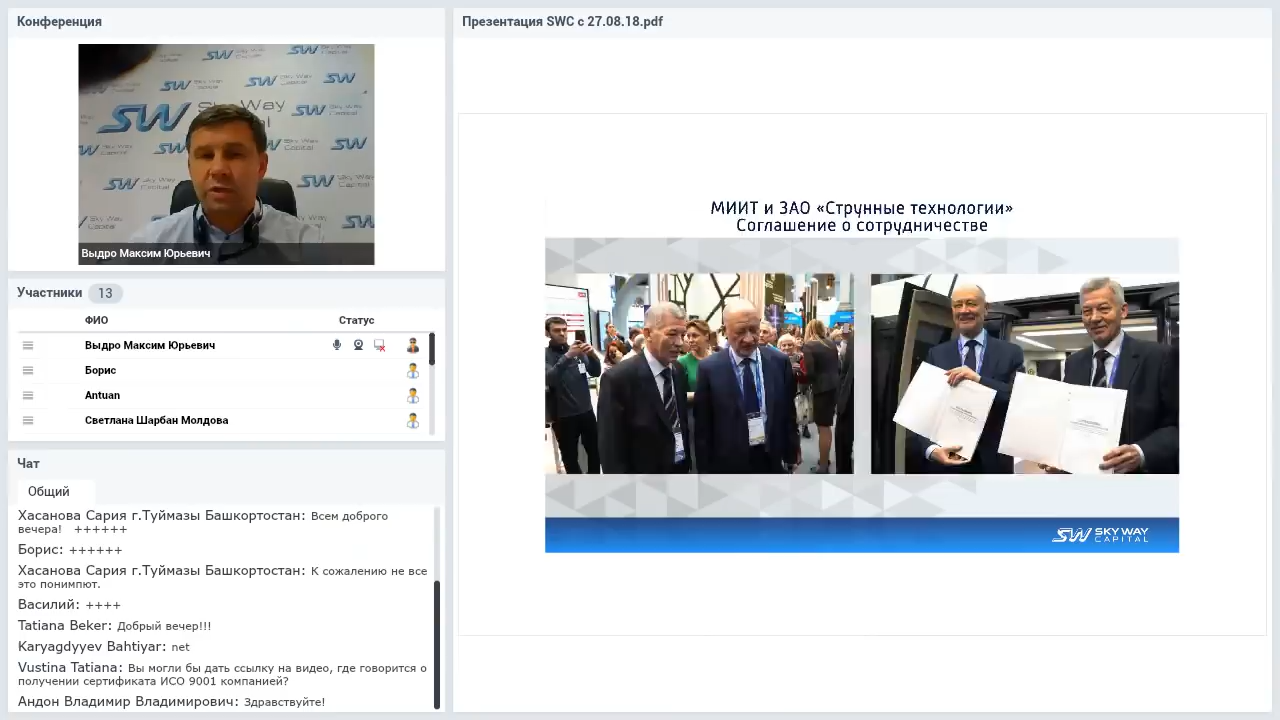 Конференция
SW
SKY WAY
Capital
Выдро Максим Юрьевич
Участники 13
ФИО Статус
Выдро Максим Юрьевич
Борис
Antuan
Светлана Шарбан Молдова
Чат
Общий
Хасанова Сария г.Туймазы Башкортостан: Всем доброго
вечера! ++++++
Борис: ++++++
Хасанова Сария г.Туймазы Башкортостан: К сожалению не все
это понимпют.
Василий: ++++
Tatiana Beker: Добрый вечер!!!
Karyagdyyev Bahtiyar: net
Vustina Tatiana: Вы могли бы дать ссылку на видео, где говорится о
получении сертификата ИСО 9001 компанией?
Андон Владимир Владимирович: Здравствуйте!
Презентация SWC с 27.08.18.pdf
МИИТ и ЗАО «Струнные технологии»
Соглашение о сотрудничестве
SW SKY WAY
CAPITAL